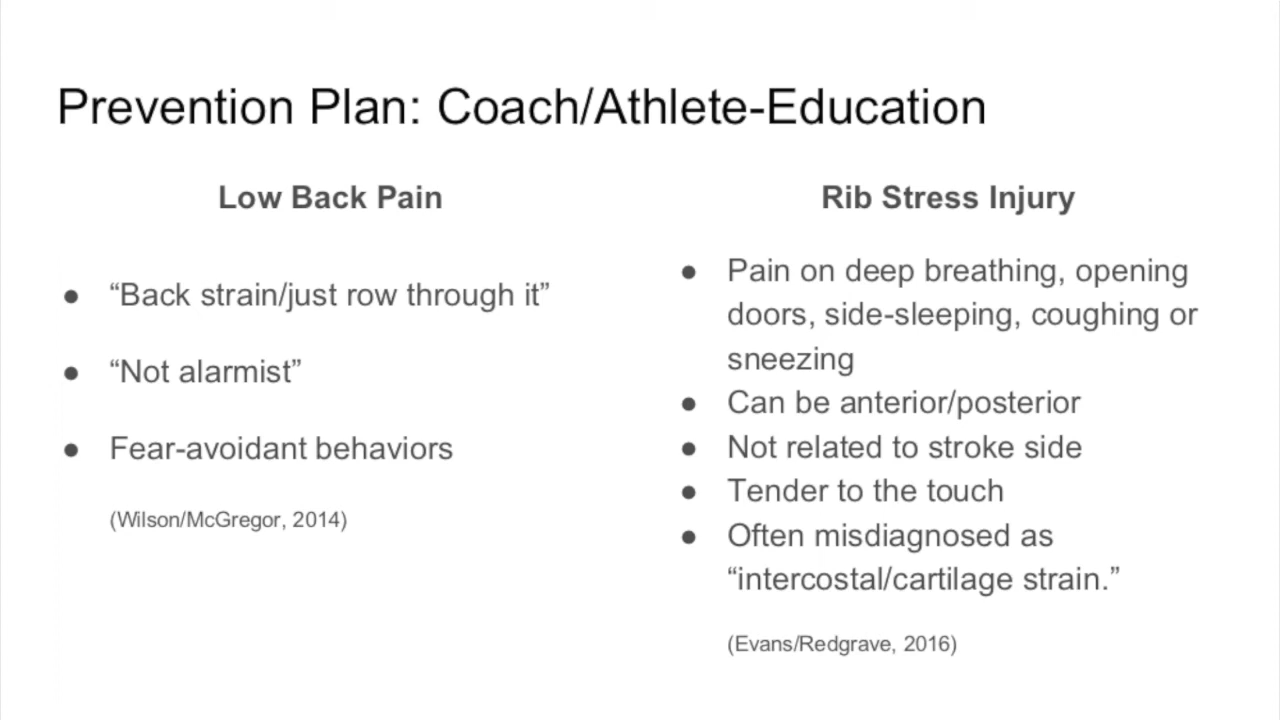 Prevention Plan: Coach/Athlete-Education
Low Back Pain
● “Back strain/just row through it”
● “Not alarmist”
● Fear-avoidant behaviors
(Wilson/McGregor, 2014)
Rib Stress Injury
● Pain on deep breathing, opening
doors, side-sleeping, coughing or
sneezing
● Can be anterior/posterior
● Not related to stroke side
● Tender to the touch
● Often misdiagnosed as
“intercostal/cartilage strain.”
(Evans/Redgrave, 2016)